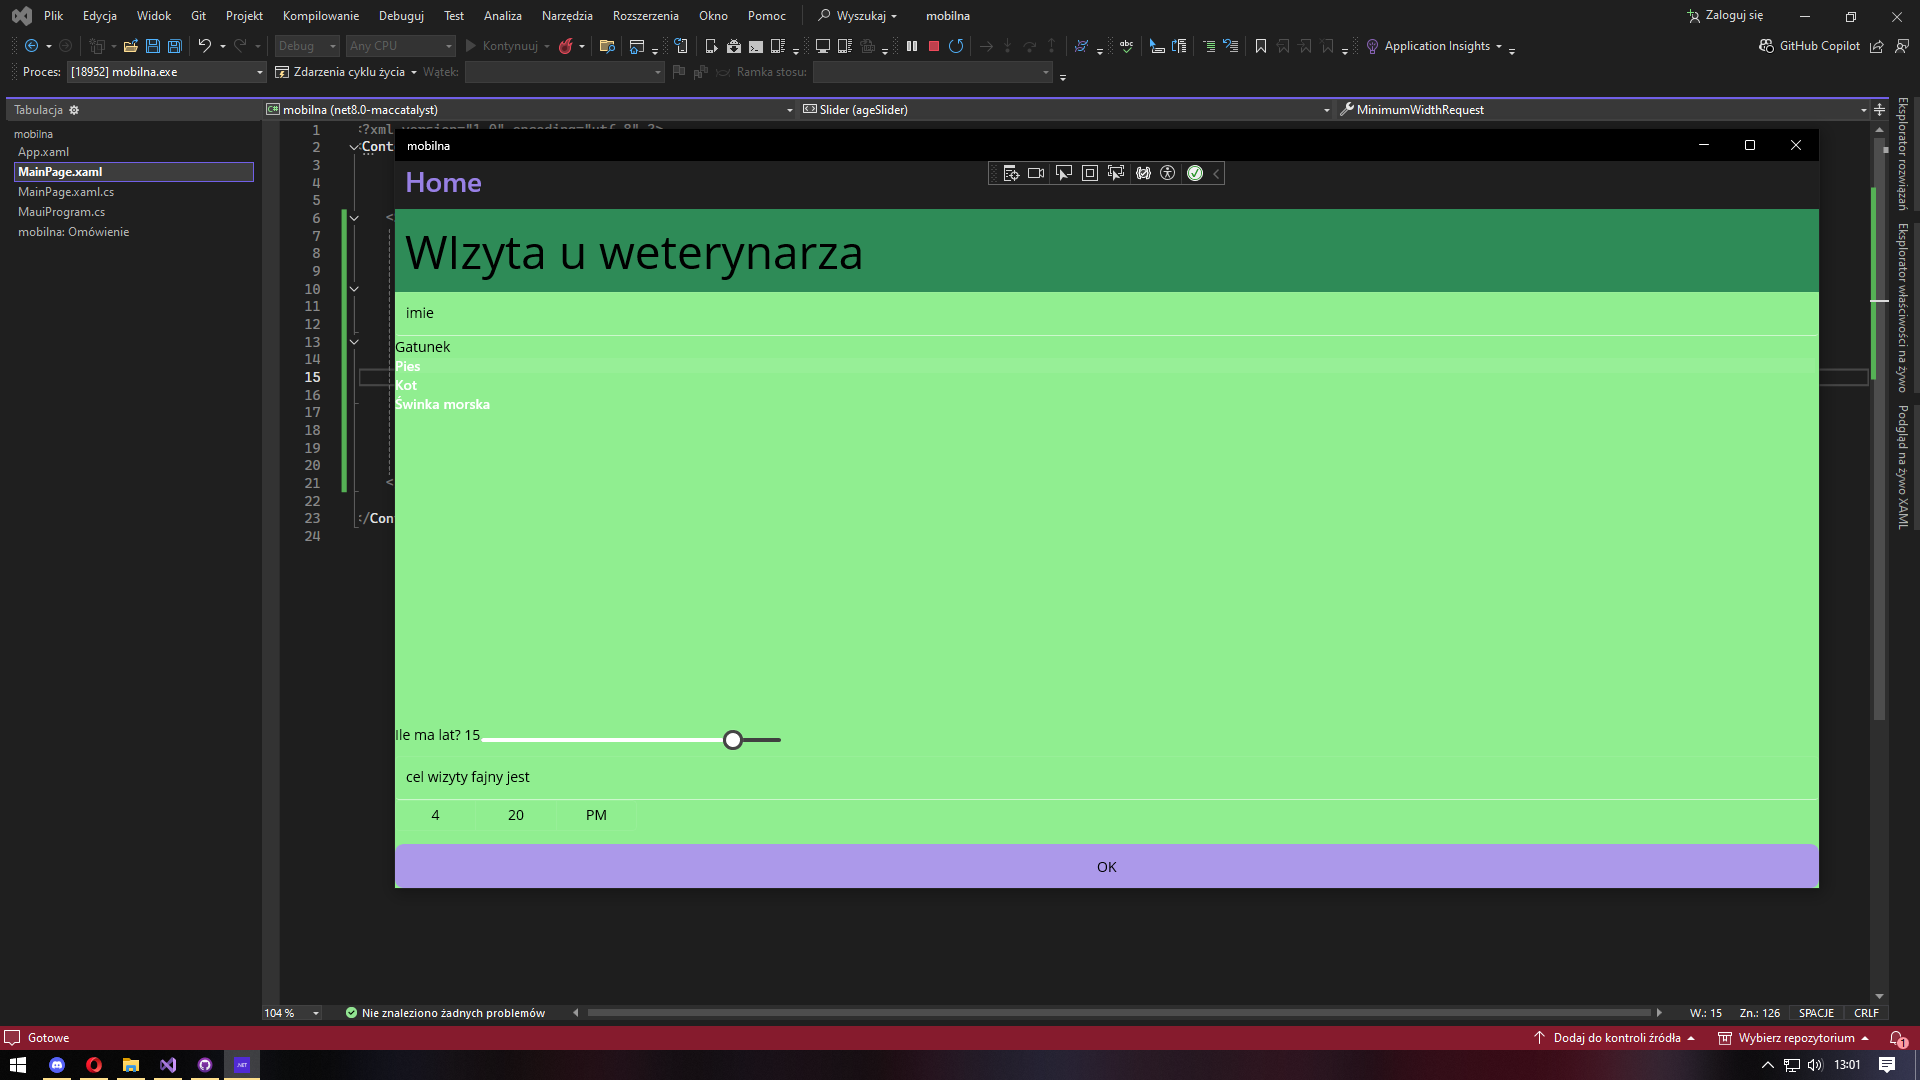 Plik Edycja Widok Git Projekt Kompilowanie Debuguj Test Analiza Narzędzia Rozszerzenia Okno Pomoc Wyszukaj mobilna Zaloguj się
Debug Any CPU Kontynuuj Application Insights GitHub Copilot
Proces: [18952] mobilna.exe Zdarzenia cyklu życia Wątek: Ramka stosu:
Tabulacja
mobilna
App.xaml
MainPage.xaml
MainPage.xaml.cs
MauiProgram.cs
mobilna: Omówienie
mobilna (net8.0-maccatalyst) Slider (ageSlider) MinimumWidthRequest
1
2 Cont
3
4
5
6 <
7
8
9
10
11
12
13
14
15
16
17
18
19
20
21 <
22
23 :/Con
24
mobilna
Home
WIzyta u weterynarza
imie
Gatunek
Pies
Kot
Świnka morska
Ile ma lat? 15
cel wizyty fajny jest
4 20 PM
OK
Eksplorator rozwiązań
Eksplorator właściwości na żywo
Podgląd na żywo XAML
104 % Nie znaleziono żadnych problemów W.: 15 Zn.: 126 SPACJE CRLF
Gotowe Dodaj do kontroli źródła Wybierz repozytorium 1
.NET 13:01